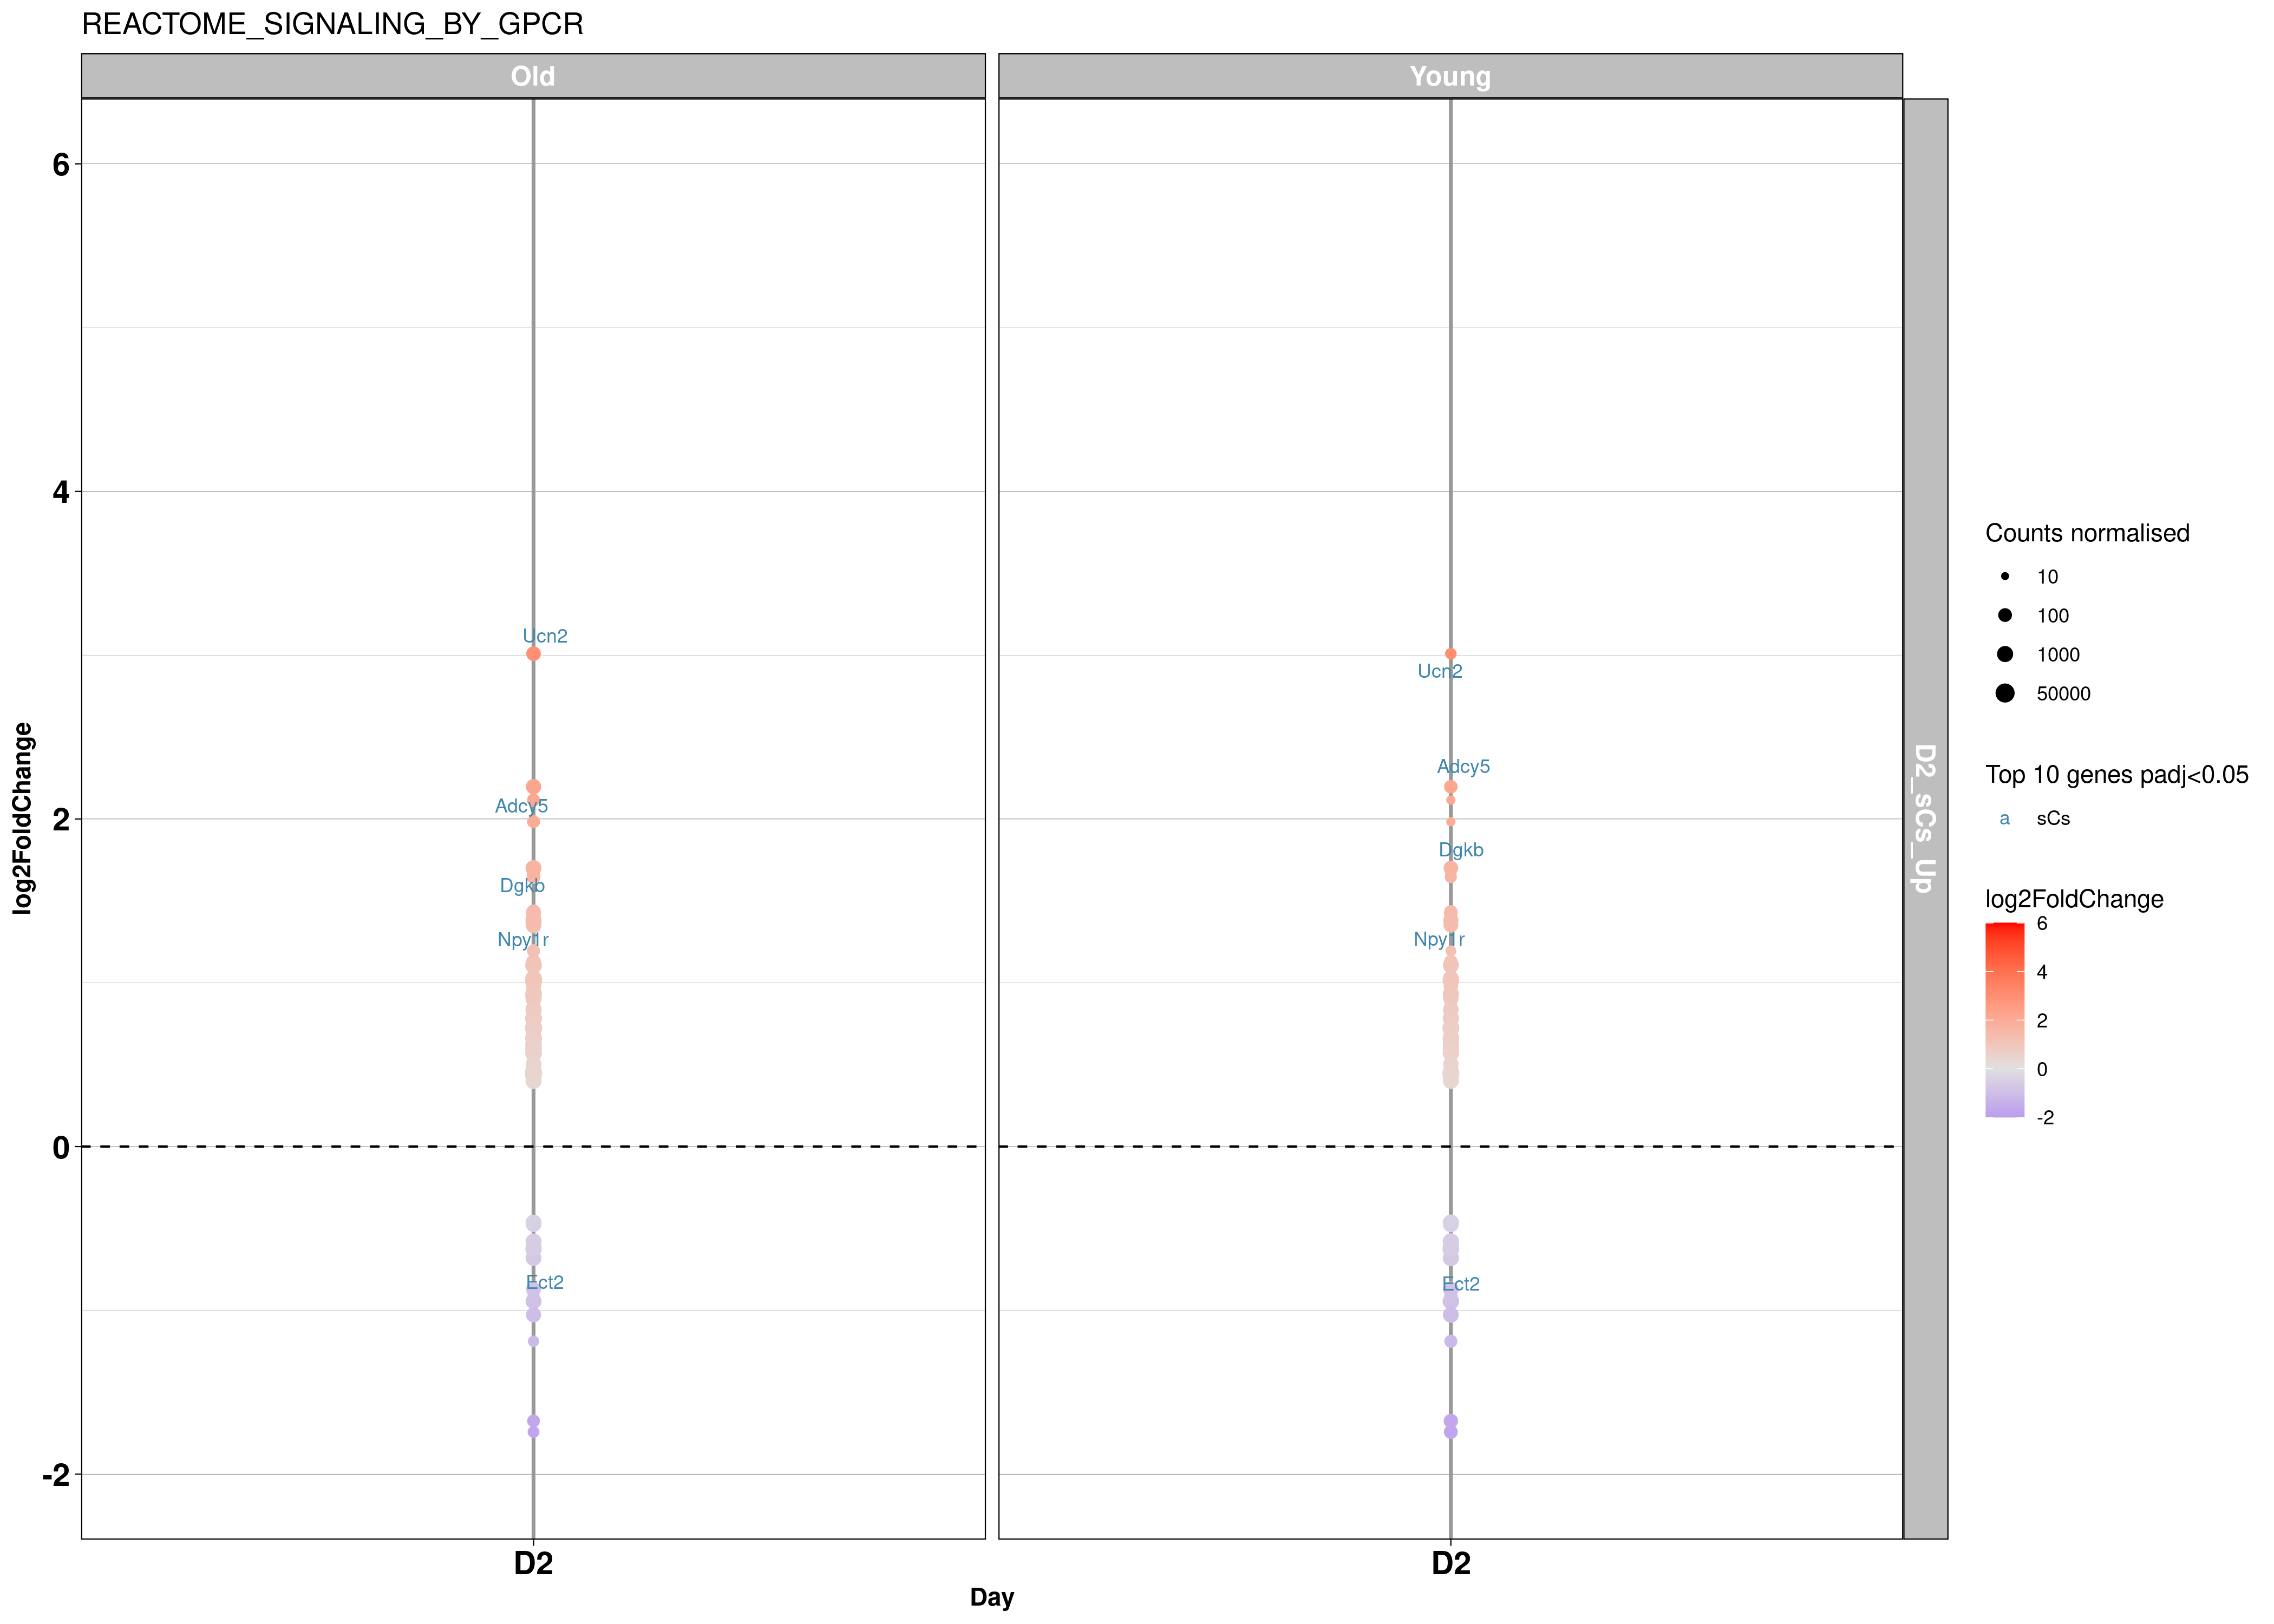 REACTOME_SIGNALING_BY_GPCR
Old
Young
6
4
2
0
-2
log2FoldChange
Ucn2
Adcy5
Dgkb
Npy1r
Ect2
Ucn2
Adcy5
Dgkb
Npy1r
Ect2
D2_sCs_Up
D2
D2
Day
Counts normalised
10
100
1000
50000
Top 10 genes padj<0.05
a sCs
log2FoldChange
6
4
2
0
-2